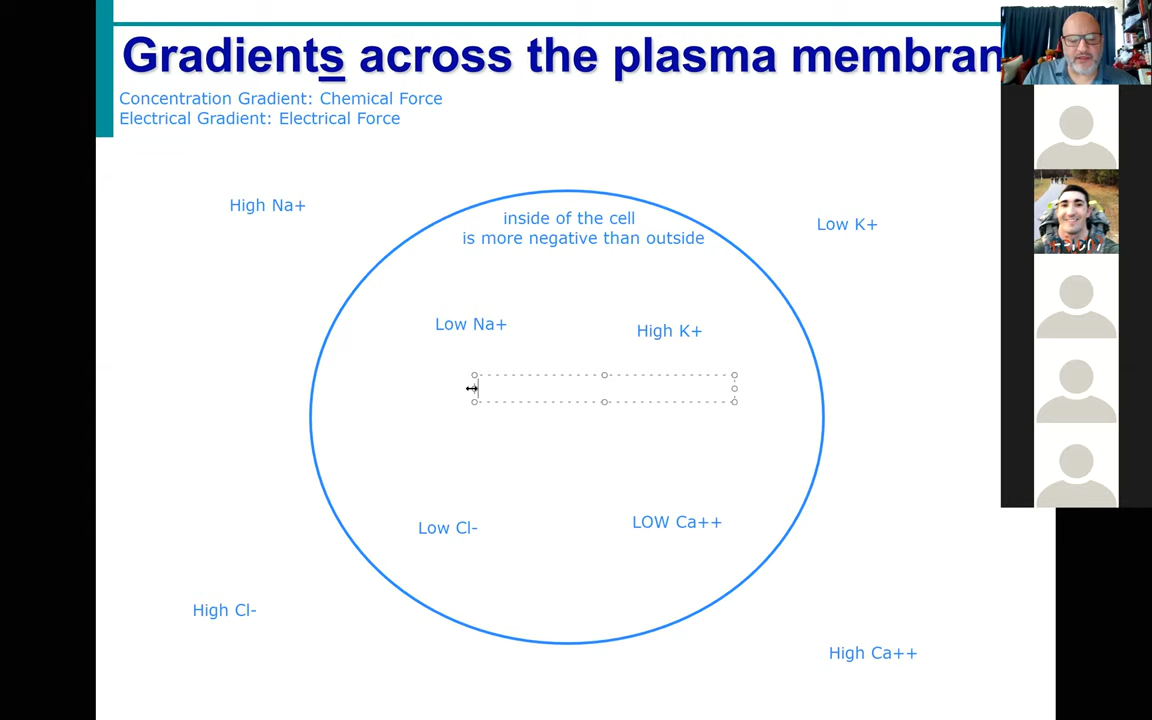 Gradients across the plasma membran
Concentration Gradient: Chemical Force
Electrical Gradient: Electrical Force
High Na+
inside of the cell
is more negative than outside
Low K+
Low Na+
High K+
Low Cl-
LOW Ca++
High Cl-
High Ca++